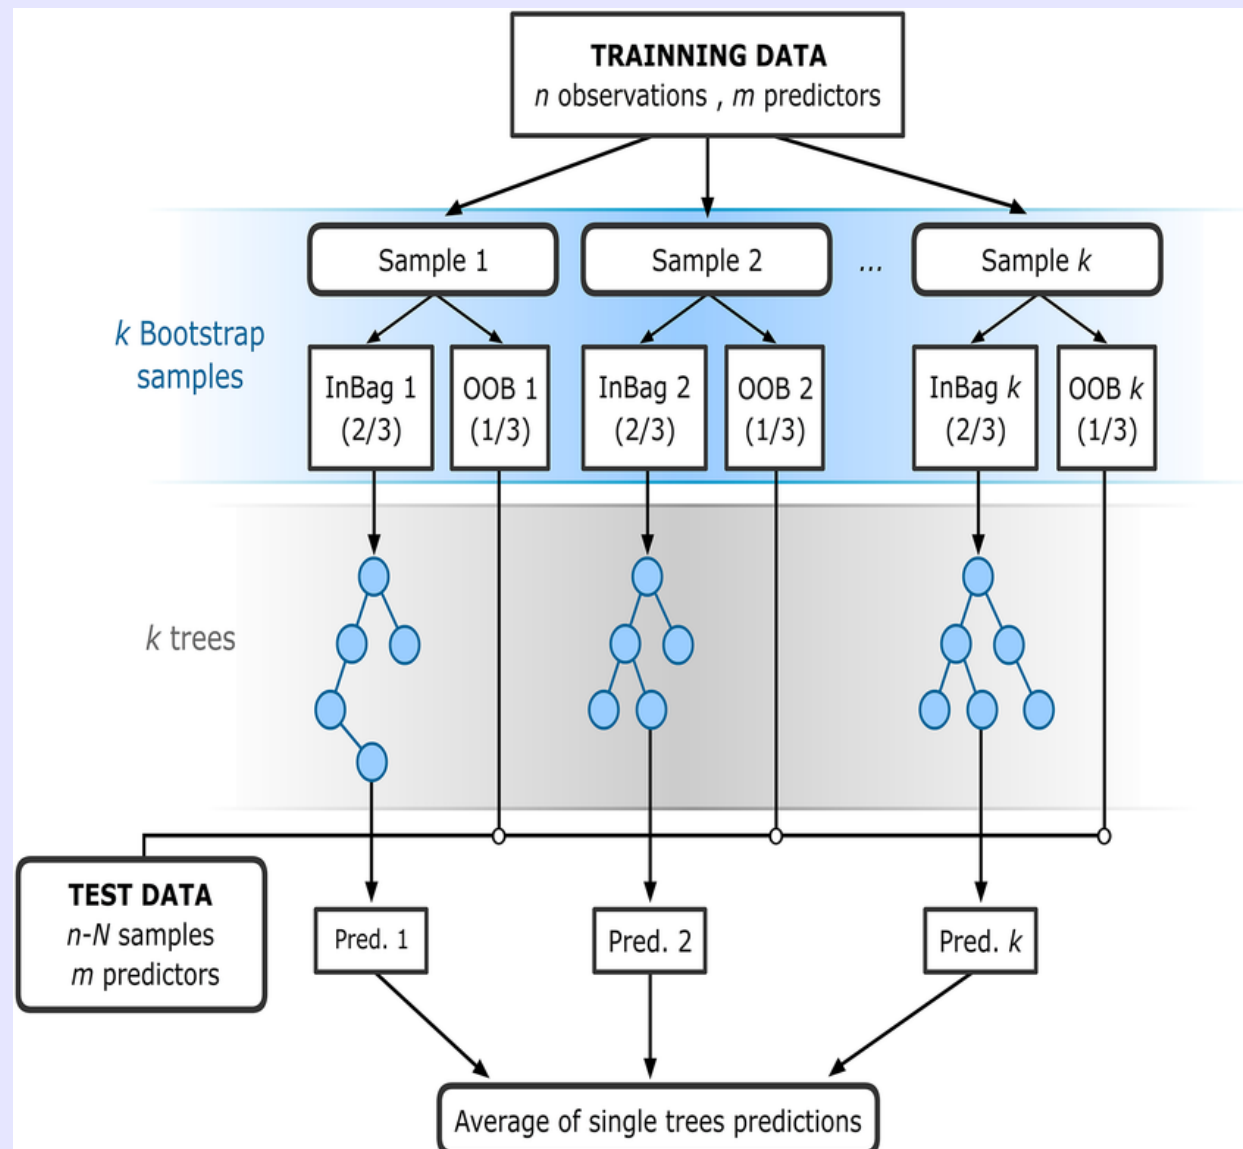 TRAINNING DATA
n observations , m predictors
Sample 1
Sample 2
...
Sample k
k Bootstrap
samples
InBag 1
(2/3)
OOB 1
(1/3)
InBag 2
(2/3)
OOB 2
(1/3)
InBag k
(2/3)
OOB k
(1/3)
k trees
TEST DATA
n-N samples
m predictors
Pred. 1
Pred. 2
Pred. k
Average of single trees predictions